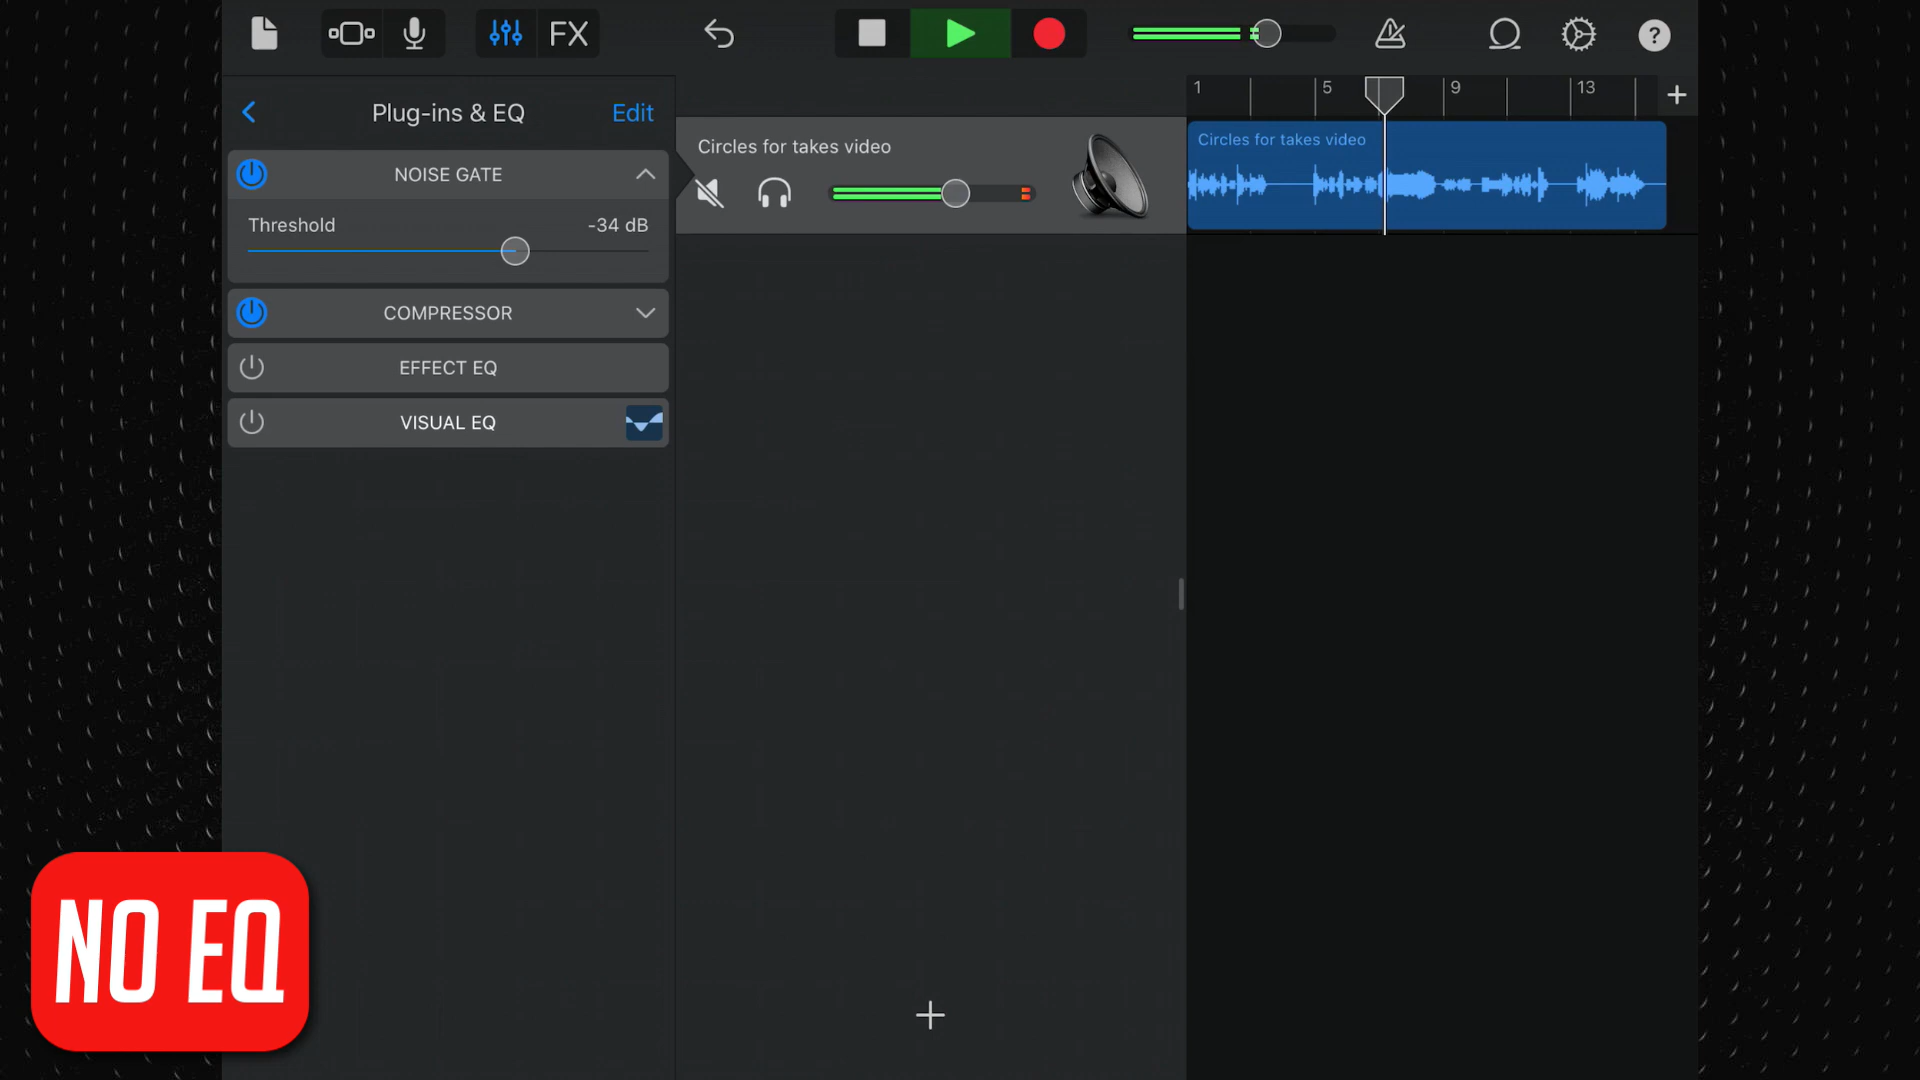 FX
?
Plug-ins & EQ
Edit
NOISE GATE
Threshold
-34 dB
COMPRESSOR
EFFECT EQ
VISUAL EQ
Circles for takes video
1
5
9
13
Circles for takes video
NO EQ